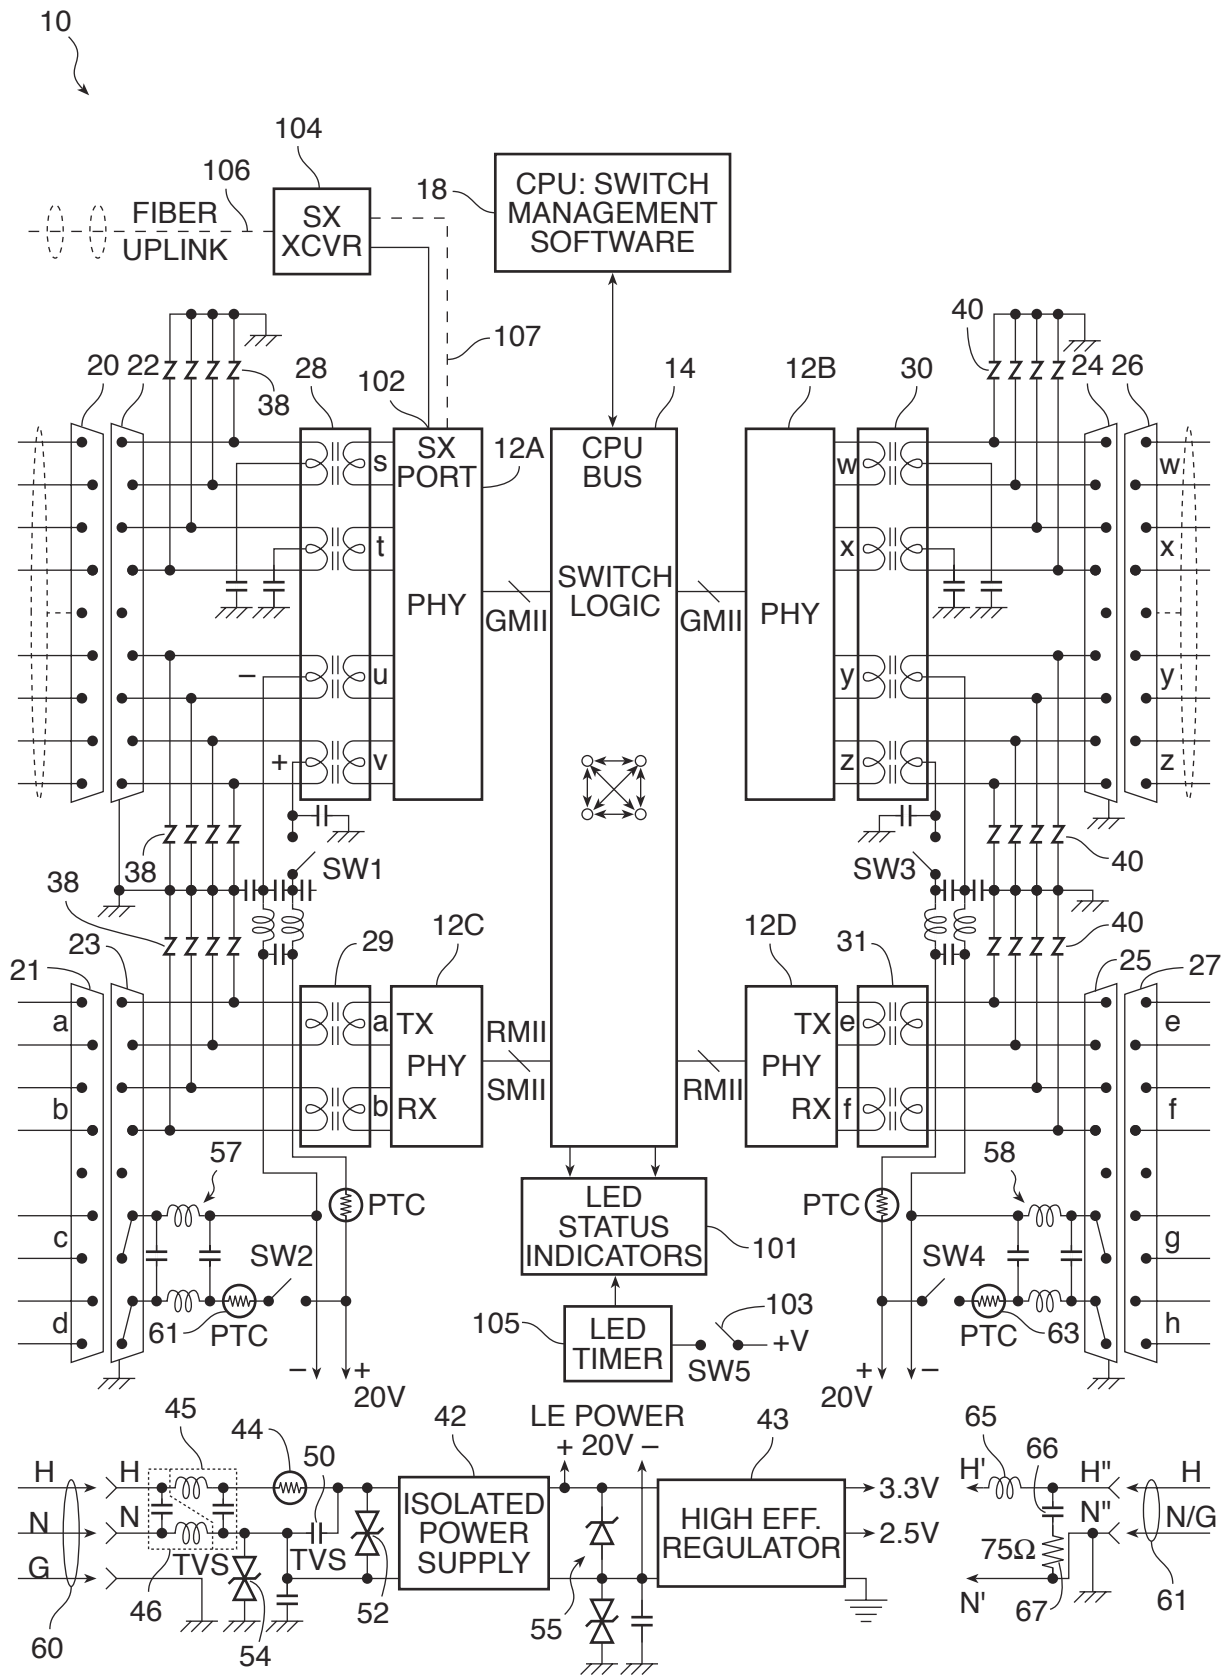 10
104
106
FIBER
UPLINK
SX
XCVR
18
CPU: SWITCH
MANAGEMENT
SOFTWARE
107
20 22 38 28 102 14 12B 30 40 24 26
SX
PORT
12A
CPU
BUS
s w w
t x x
PHY
GMII
SWITCH
LOGIC
GMII
PHY
− u y y
+ v z z
38
SW1 SW3
40
38 40
21 23 29 12C 12D 31 25 27
a a TX RMII TX e e
PHY PHY
SMII RMII
b b RX RX f f
57 PTC LED
STATUS
INDICATORS
101
PTC 58
c SW2 SW4 g
d 61 PTC PTC 63 h
105 LED
TIMER
103
SW5
+V
− +
20V
+ −
20V
45 44 50 42 LE POWER
+ 20V −
43 65 66
H H
N N
G
TVS TVS
ISOLATED
POWER
SUPPLY
HIGH EFF.
REGULATOR
3.3V
2.5V
H' H" H
N" N/G
75Ω
N'
60 46 54 52 55 67 61